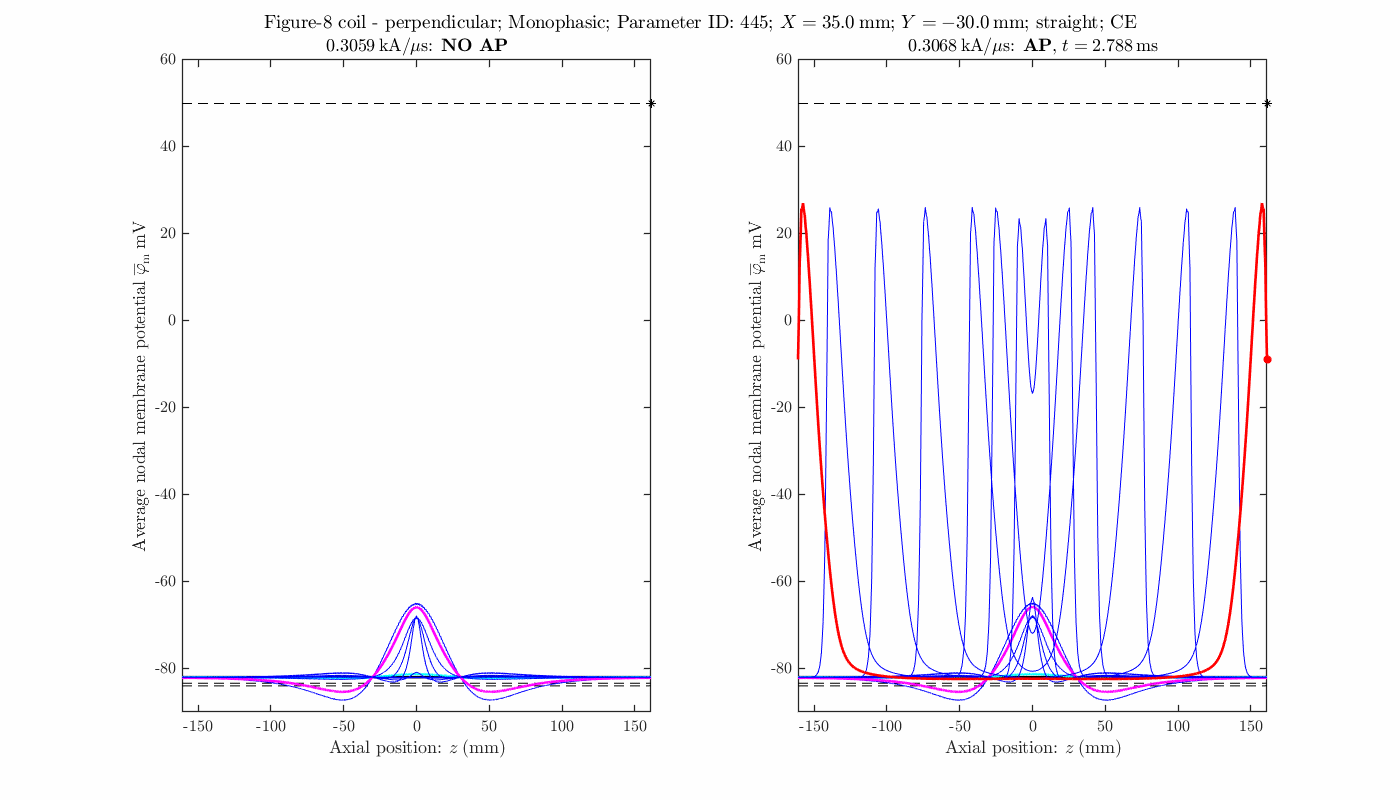 Figure-8 coil - perpendicular; Monophasic; Parameter ID: 445; X = 35.0 mm; Y = −30.0 mm; straight; CE
0.3059 kA/μs: NO AP
60
40
20
0
-20
-40
-60
-80
Average nodal membrane potential φ̅m mV
-150 -100 -50 0 50 100 150
Axial position: z (mm)
0.3068 kA/μs: AP, t = 2.788 ms
60
40
20
0
-20
-40
-60
-80
Average nodal membrane potential φ̅m mV
-150 -100 -50 0 50 100 150
Axial position: z (mm)